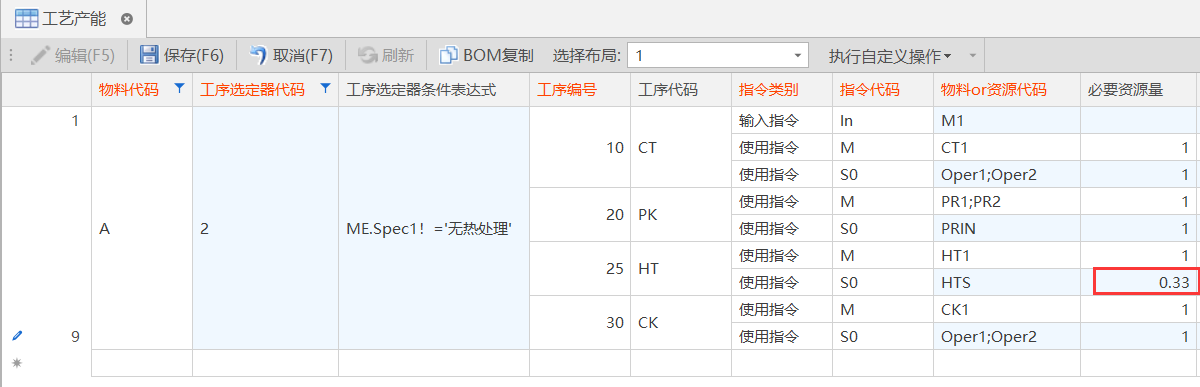 工艺产能
编辑(F5) 保存(F6) 取消(F7) 刷新 BOM复制 选择布局: 1 执行自定义操作
物料代码 工序选定器代码 工序选定器条件表达式 工序编号 工序代码 指令类别 指令代码 物料or资源代码 必要资源量
1 输入指令 In M1
10 CT 使用指令 M CT1 1
使用指令 S0 Oper1;Oper2 1
20 PK 使用指令 M PR1;PR2 1
A 2 ME.Spec1！='无热处理' 使用指令 S0 PRIN 1
25 HT 使用指令 M HT1 1
使用指令 S0 HTS 0.33
30 CK 使用指令 M CK1 1
9 使用指令 S0 Oper1;Oper2 1